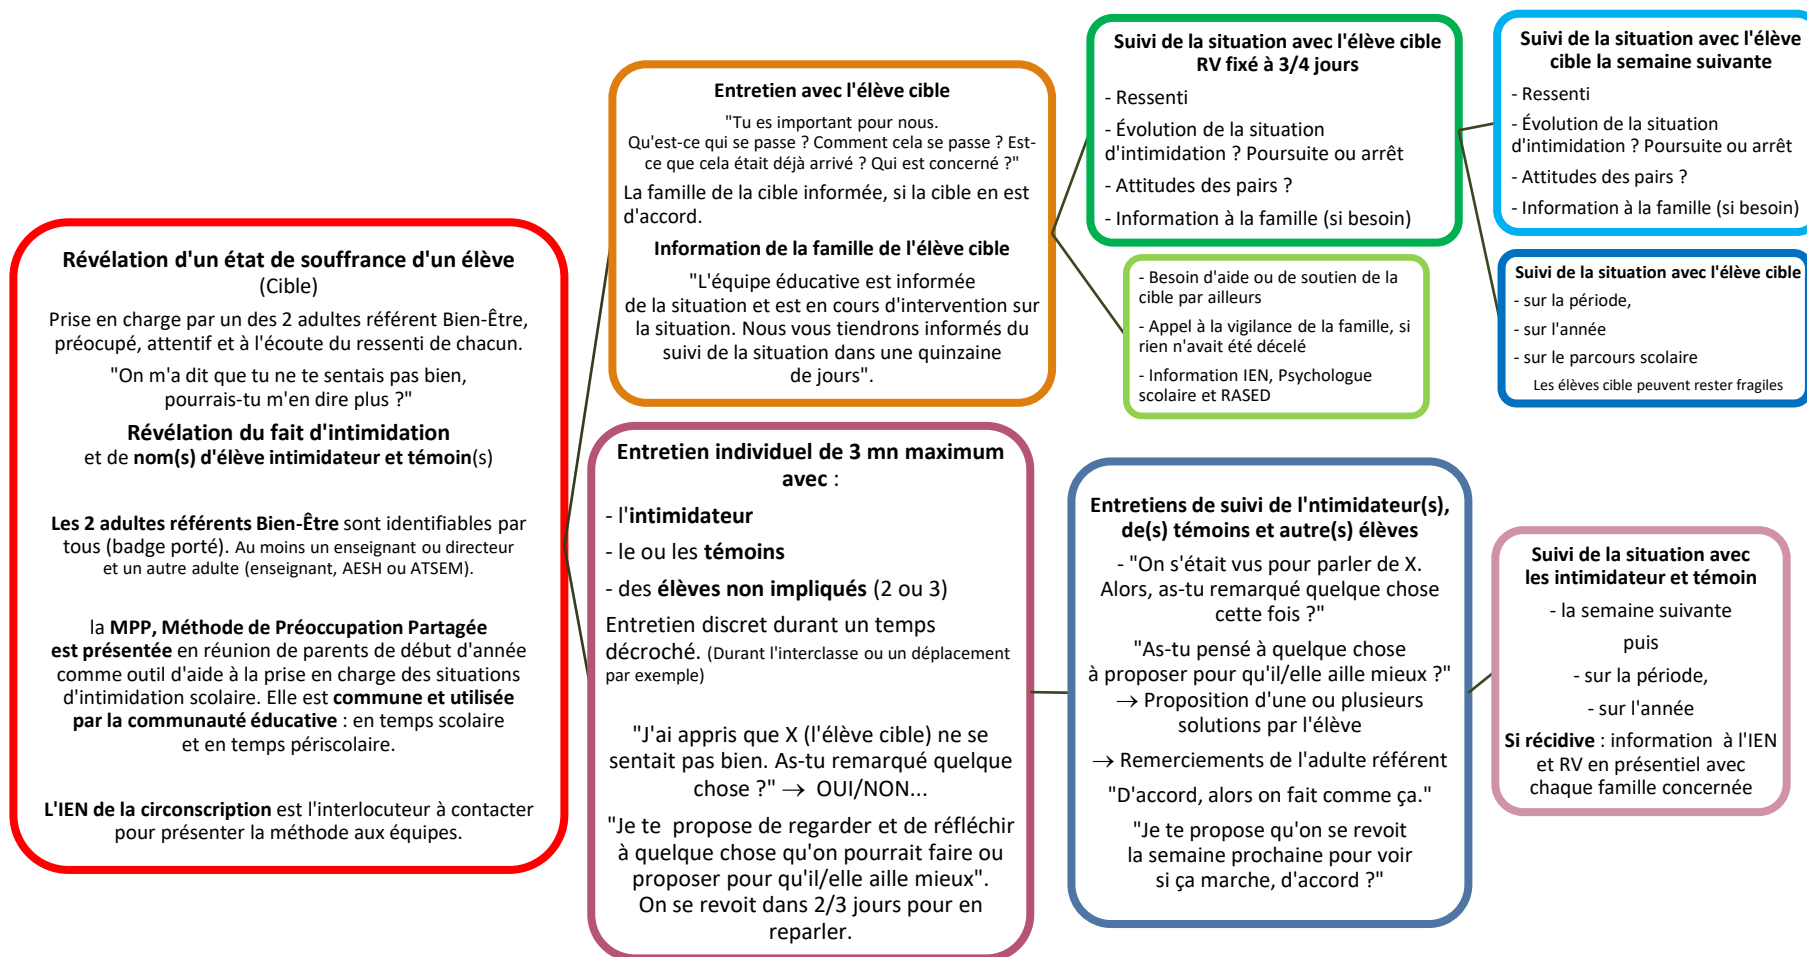 Révélation d'un état de souffrance d'un élève
(Cible)
Prise en charge par un des 2 adultes référent Bien-Être,
préocupé, attentif et à l'écoute du ressenti de chacun.
"On m'a dit que tu ne te sentais pas bien,
pourrais-tu m'en dire plus ?"
Révélation du fait d'intimidation
et de nom(s) d'élève intimidateur et témoin(s)
Les 2 adultes référents Bien-Être sont identifiables par
tous (badge porté). Au moins un enseignant ou directeur
et un autre adulte (enseignant, AESH ou ATSEM).
la MPP, Méthode de Préoccupation Partagée
est présentée en réunion de parents de début d'année
comme outil d'aide à la prise en charge des situations
d'intimidation scolaire. Elle est commune et utilisée
par la communauté éducative : en temps scolaire
et en temps périscolaire.
L'IEN de la circonscription est l'interlocuteur à contacter
pour présenter la méthode aux équipes.
Entretien avec l'élève cible
"Tu es important pour nous.
Qu'est-ce qui se passe ? Comment cela se passe ? Est-
ce que cela était déjà arrivé ? Qui est concerné ?"
La famille de la cible informée, si la cible en est
d'accord.
Information de la famille de l'élève cible
"L'équipe éducative est informée
de la situation et est en cours d'intervention sur
la situation. Nous vous tiendrons informés du
suivi de la situation dans une quinzaine
de jours".
Entretien individuel de 3 mn maximum
avec :
- l'intimidateur
- le ou les témoins
- des élèves non impliqués (2 ou 3)
Entretien discret durant un temps
décroché. (Durant l'interclasse ou un déplacement
par exemple)
"J'ai appris que X (l'élève cible) ne se
sentait pas bien. As-tu remarqué quelque
chose ?" → OUI/NON...
"Je te propose de regarder et de réfléchir
à quelque chose qu'on pourrait faire ou
proposer pour qu'il/elle aille mieux".
On se revoit dans 2/3 jours pour en
reparler.
Suivi de la situation avec l'élève cible
RV fixé à 3/4 jours
- Ressenti
- Évolution de la situation
d'intimidation ? Poursuite ou arrêt
- Attitudes des pairs ?
- Information à la famille (si besoin)
- Besoin d'aide ou de soutien de la
cible par ailleurs
- Appel à la vigilance de la famille, si
rien n'avait été décelé
- Information IEN, Psychologue
scolaire et RASED
Entretiens de suivi de l'ntimidateur(s),
de(s) témoins et autre(s) élèves
- "On s'était vus pour parler de X.
Alors, as-tu remarqué quelque chose
cette fois ?"
"As-tu pensé à quelque chose
à proposer pour qu'il/elle aille mieux ?"
→ Proposition d'une ou plusieurs
solutions par l'élève
→ Remerciements de l'adulte référent
"D'accord, alors on fait comme ça."
"Je te propose qu'on se revoit
la semaine prochaine pour voir
si ça marche, d'accord ?"
Suivi de la situation avec l'élève
cible la semaine suivante
- Ressenti
- Évolution de la situation
d'intimidation ? Poursuite ou arrêt
- Attitudes des pairs ?
- Information à la famille (si besoin)
Suivi de la situation avec l'élève cible
- sur la période,
- sur l'année
- sur le parcours scolaire
Les élèves cible peuvent rester fragiles
Suivi de la situation avec
les intimidateur et témoin
- la semaine suivante
puis
- sur la période,
- sur l'année
Si récidive : information à l'IEN
et RV en présentiel avec
chaque famille concernée